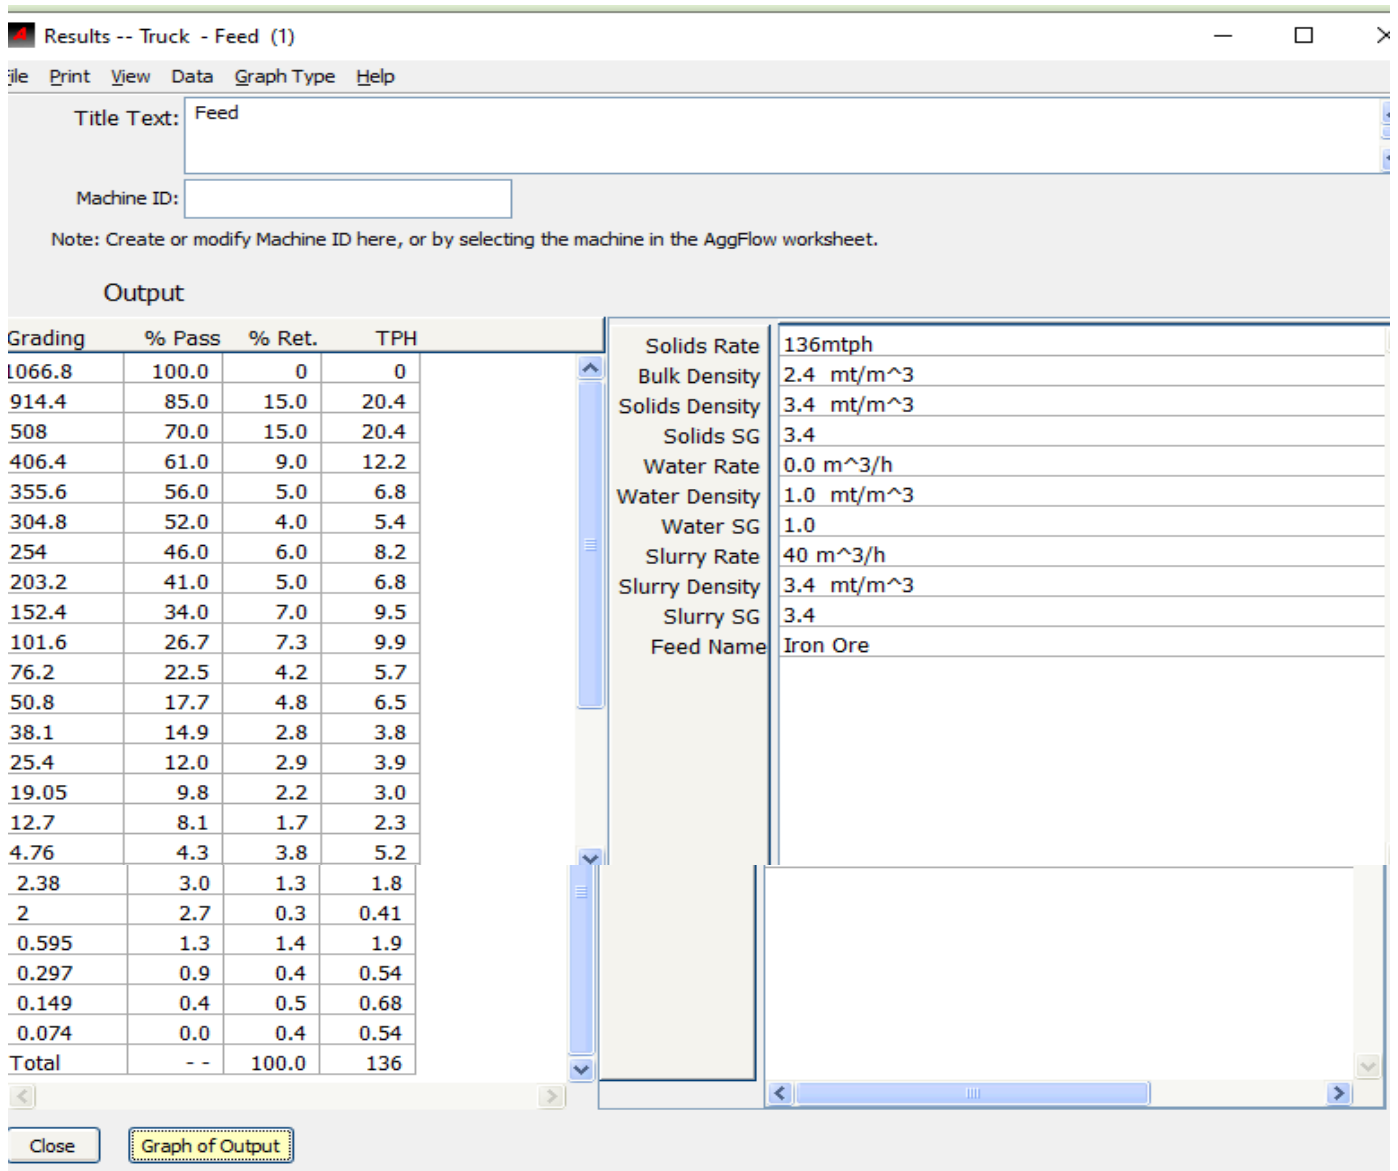 Results -- Truck - Feed (1)
File Print View Data Graph Type Help
Title Text: Feed
Machine ID:
Note: Create or modify Machine ID here, or by selecting the machine in the AggFlow worksheet.
Output
Grading % Pass % Ret. TPH
1066.8 100.0 0 0
914.4 85.0 15.0 20.4
508 70.0 15.0 20.4
406.4 61.0 9.0 12.2
355.6 56.0 5.0 6.8
304.8 52.0 4.0 5.4
254 46.0 6.0 8.2
203.2 41.0 5.0 6.8
152.4 34.0 7.0 9.5
101.6 26.7 7.3 9.9
76.2 22.5 4.2 5.7
50.8 17.7 4.8 6.5
38.1 14.9 2.8 3.8
25.4 12.0 2.9 3.9
19.05 9.8 2.2 3.0
12.7 8.1 1.7 2.3
4.76 4.3 3.8 5.2
2.38 3.0 1.3 1.8
2 2.7 0.3 0.41
0.595 1.3 1.4 1.9
0.297 0.9 0.4 0.54
0.149 0.4 0.5 0.68
0.074 0.0 0.4 0.54
Total - - 100.0 136
Solids Rate 136mtph
Bulk Density 2.4 mt/m^3
Solids Density 3.4 mt/m^3
Solids SG 3.4
Water Rate 0.0 m^3/h
Water Density 1.0 mt/m^3
Water SG 1.0
Slurry Rate 40 m^3/h
Slurry Density 3.4 mt/m^3
Slurry SG 3.4
Feed Name Iron Ore
Close Graph of Output